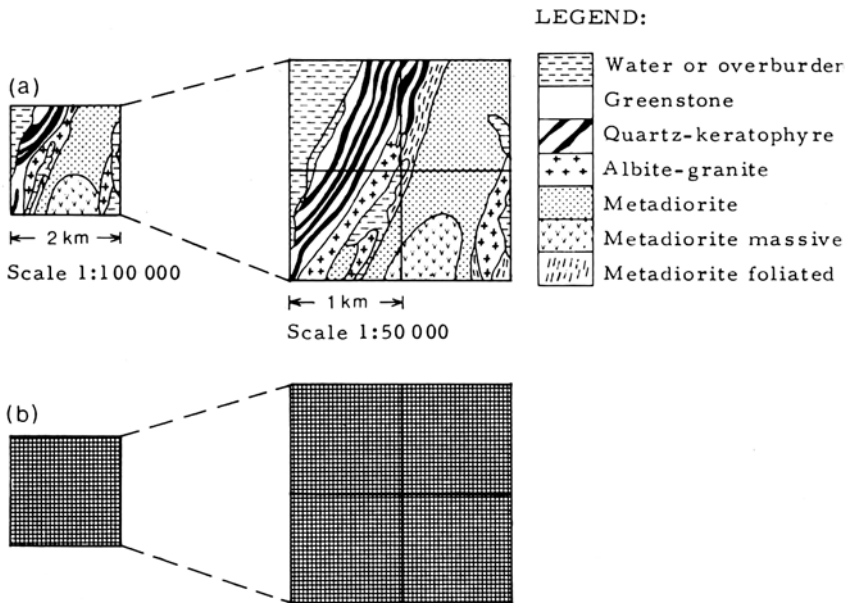 LEGEND:
(a)
Water or overburder
Greenstone
Quartz-keratophyre
Albite-granite
Metadiorite
Metadiorite massive
Metadiorite foliated
2 km
Scale 1:100 000
1 km
Scale 1:50 000
(b)